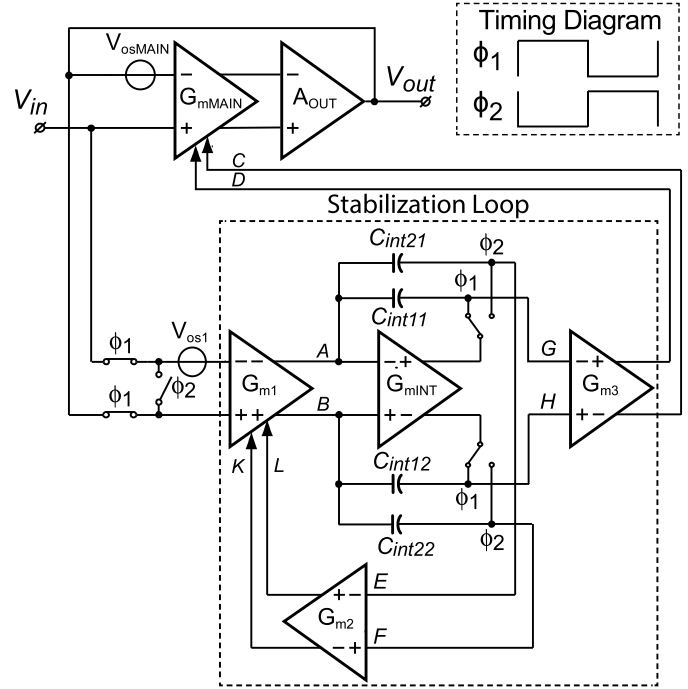 Timing Diagram
ϕ1
ϕ2
VosMAIN
Vin
− GmMAIN +
− AOUT +
Vout
C
D
Stabilization Loop
Cint21
ϕ2
ϕ1
Cint11
ϕ1
Vos1
A
G
− − Gm1 + +
− + GmINT + −
− + Gm3 + −
ϕ2
ϕ1
B
H
K
L
Cint12
ϕ1
ϕ2
Cint22
E
+ − Gm2 − +
F